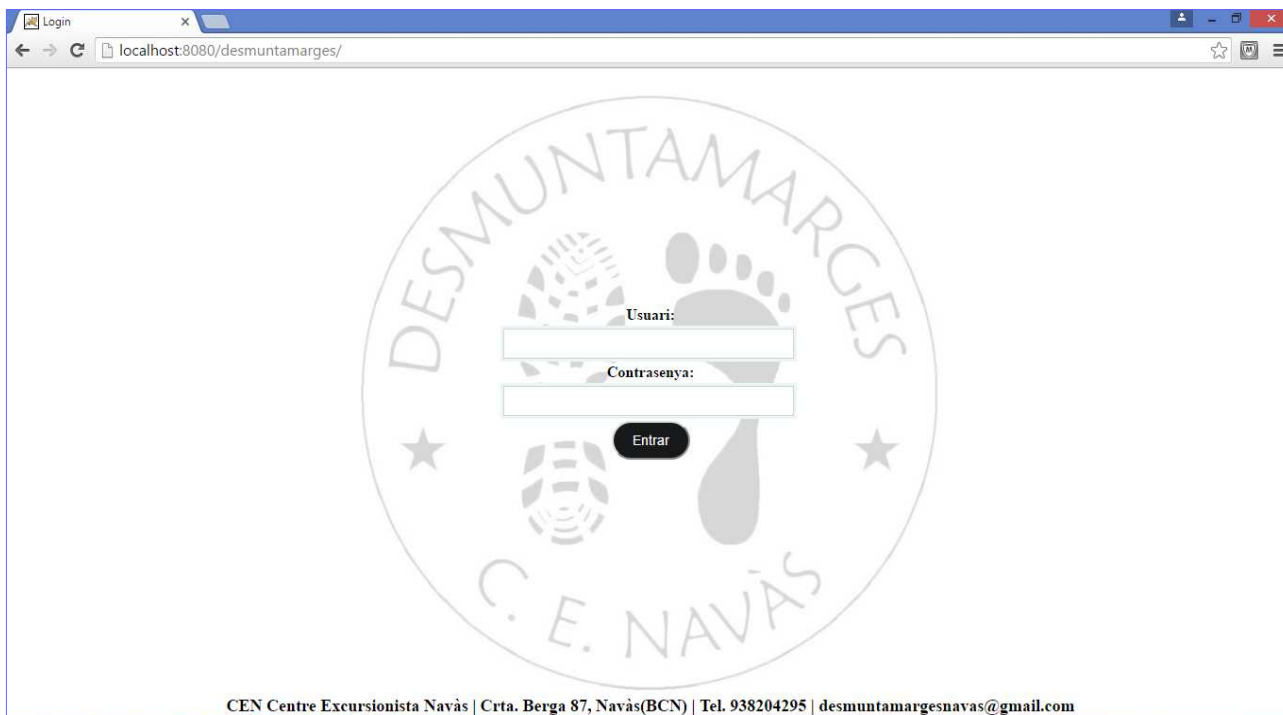 Login
localhost:8080/desmuntamarges/
DESMUNTAMARGES
Usuari:
Contrasenya:
Entrar
C. E. NAVÀS
CEN Centre Excursionista Navàs | Crta. Berga 87, Navàs(BCN) | Tel. 938204295 | desmuntamargesnavas@gmail.com